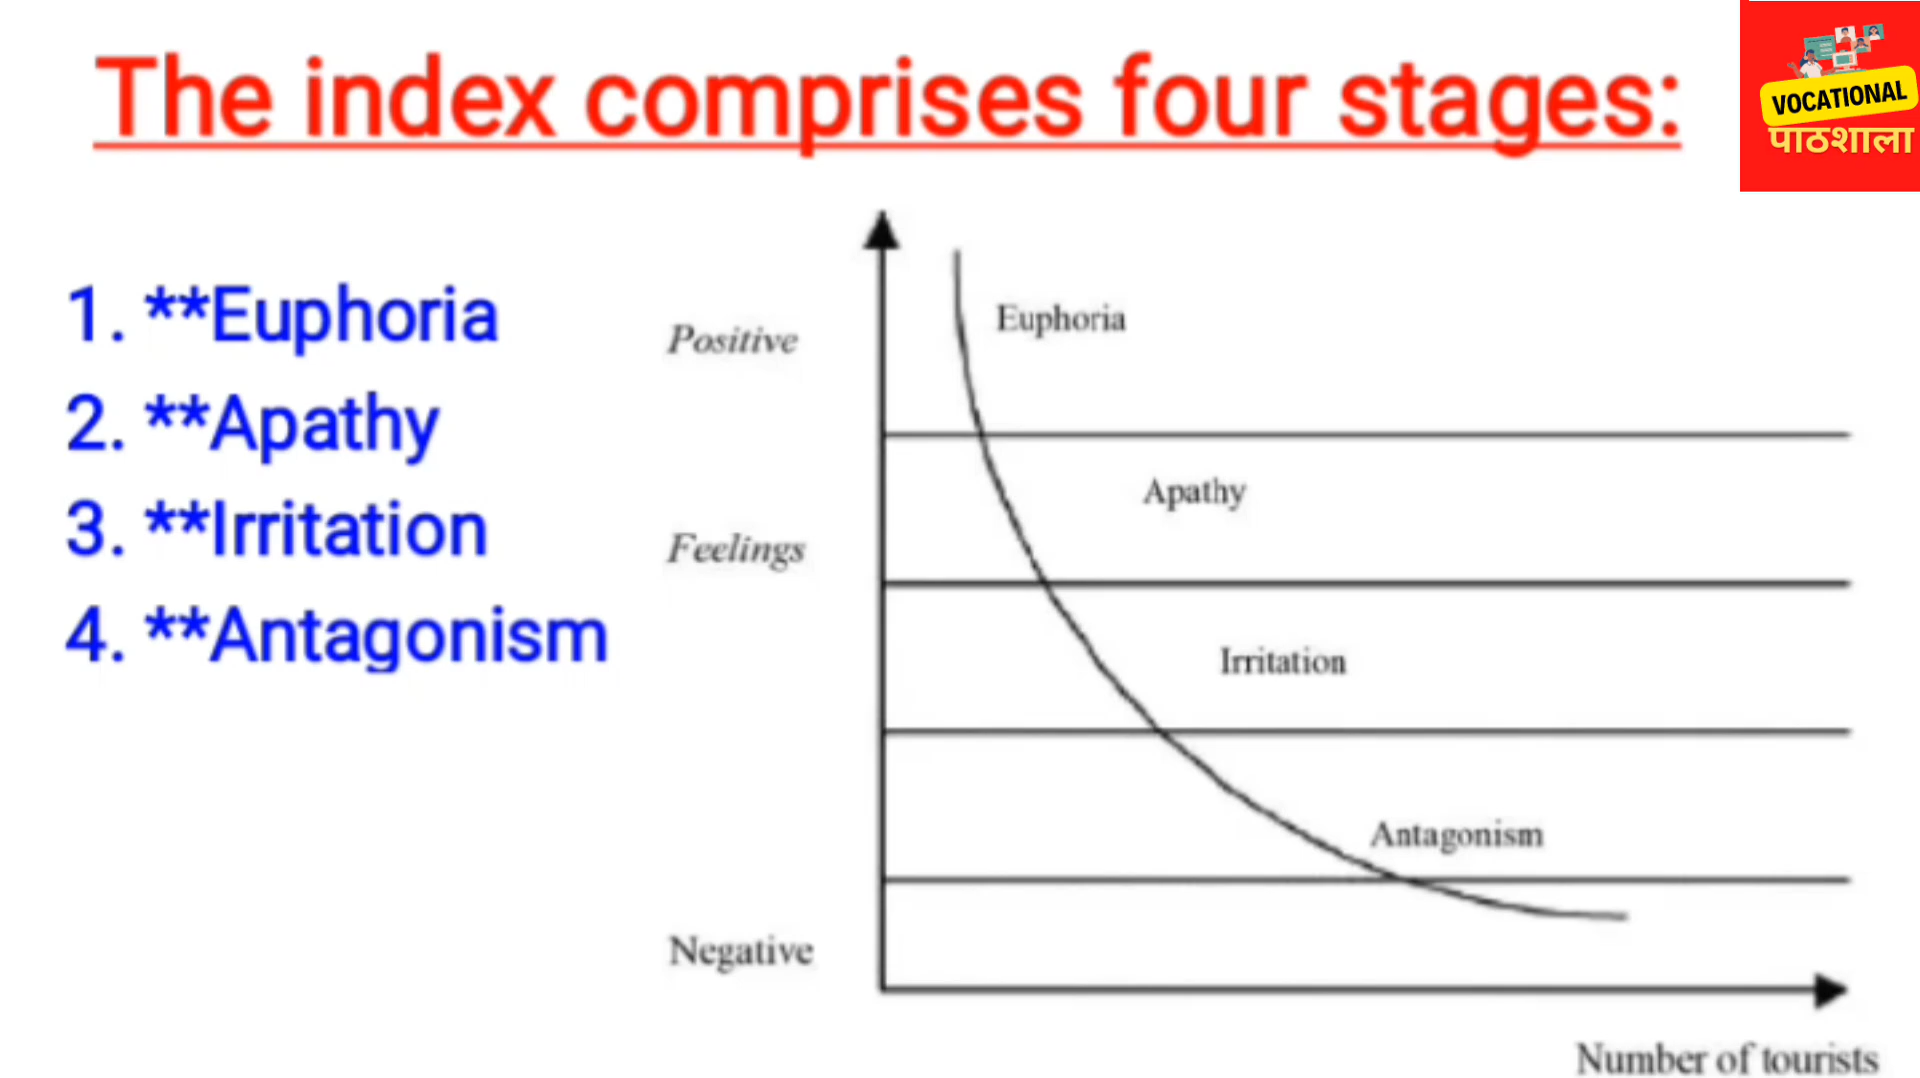 The index comprises four stages:
VOCATIONAL
पाठशाला
1. **Euphoria
2. **Apathy
3. **Irritation
4. **Antagonism
Positive
Feelings
Negative
Euphoria
Apathy
Irritation
Antagonism
Number of tourists